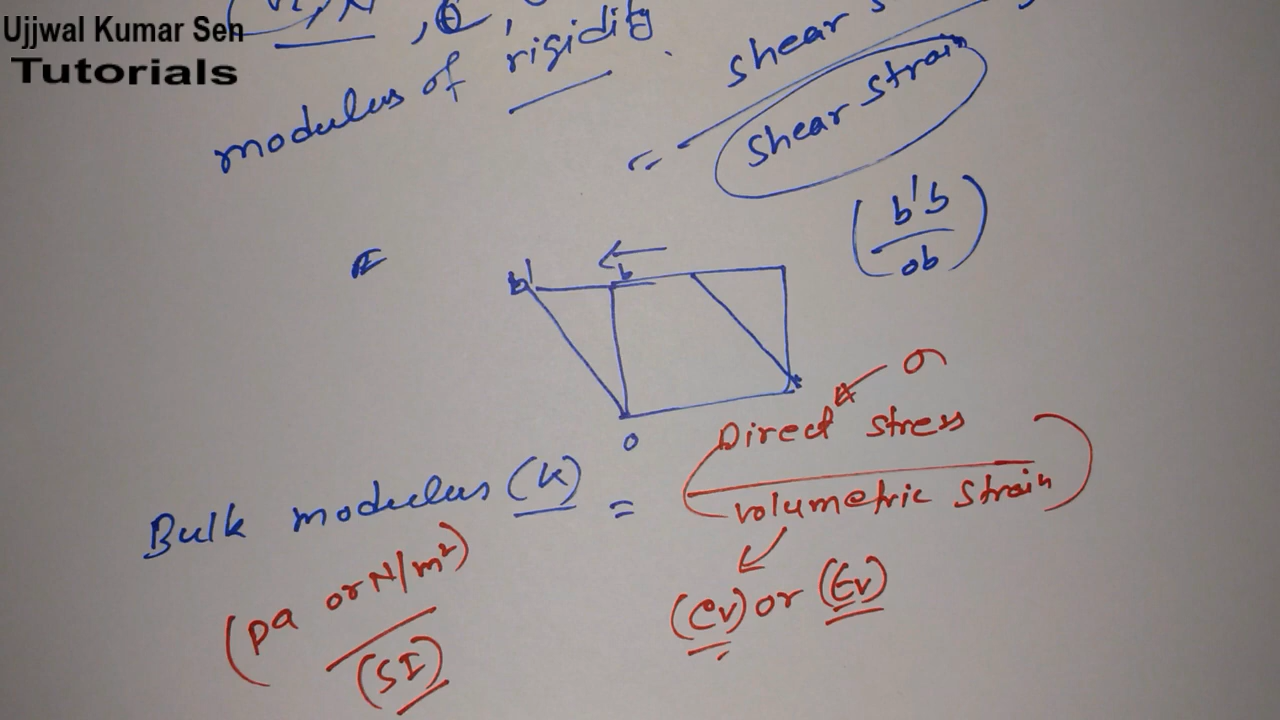 Ujjwal Kumar Sen
Tutorials
modulus of rigidity
= shear
shear strain
b'b
ob
b' b
o
σ
Direct stress
Bulk modulus (K) =
volumetric strain
(pa or N/m²)
(SI)
(ev) or (Ev)